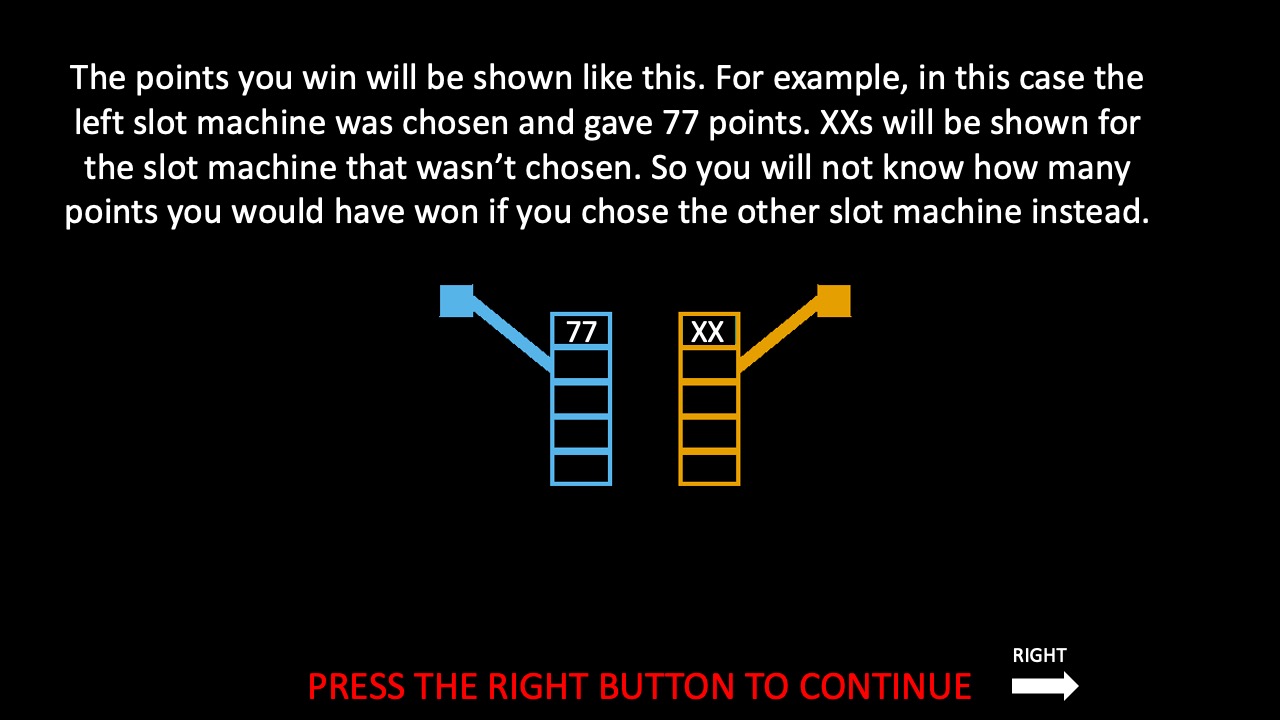 The points you win will be shown like this. For example, in this case the
left slot machine was chosen and gave 77 points. XXs will be shown for
the slot machine that wasn’t chosen. So you will not know how many
points you would have won if you chose the other slot machine instead.
77 XX
RIGHT
PRESS THE RIGHT BUTTON TO CONTINUE